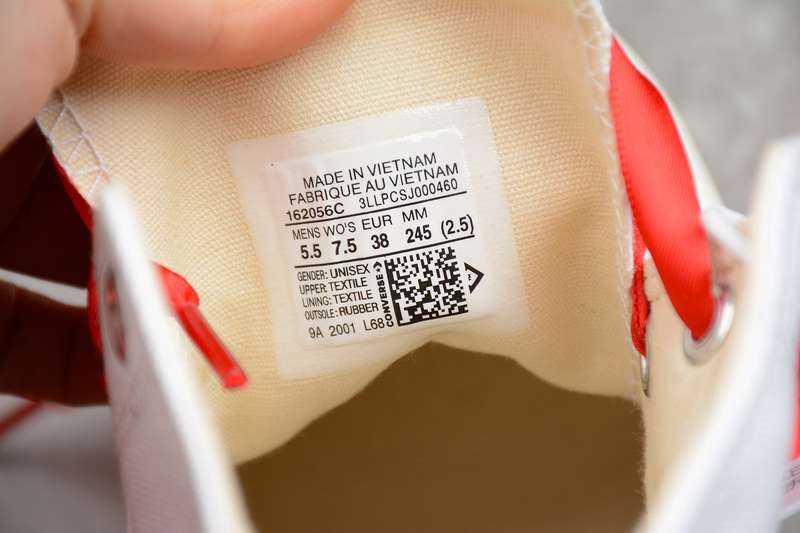 MADE IN VIETNAM
FABRIQUE AU VIETNAM
162056C 3LLPCSJ000460
MENS WO'S EUR MM
5.5 7.5 38 245 (2.5)
GENDER: UNISEX
UPPER: TEXTILE
LINING: TEXTILE
OUTSOLE: RUBBER
CONVERSE
9A 2001 L68